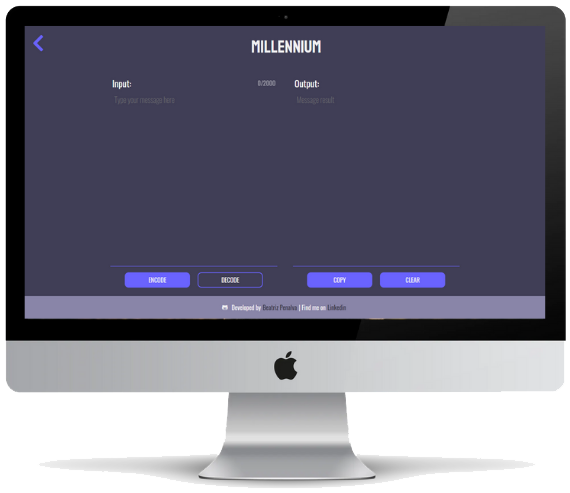 MILLENNIUM
Input:
0/2000
Output:
Type your message here
Message result
ENCODE
DECODE
COPY
CLEAR
Developed by Beatriz Penalva | Find me on Linkedin